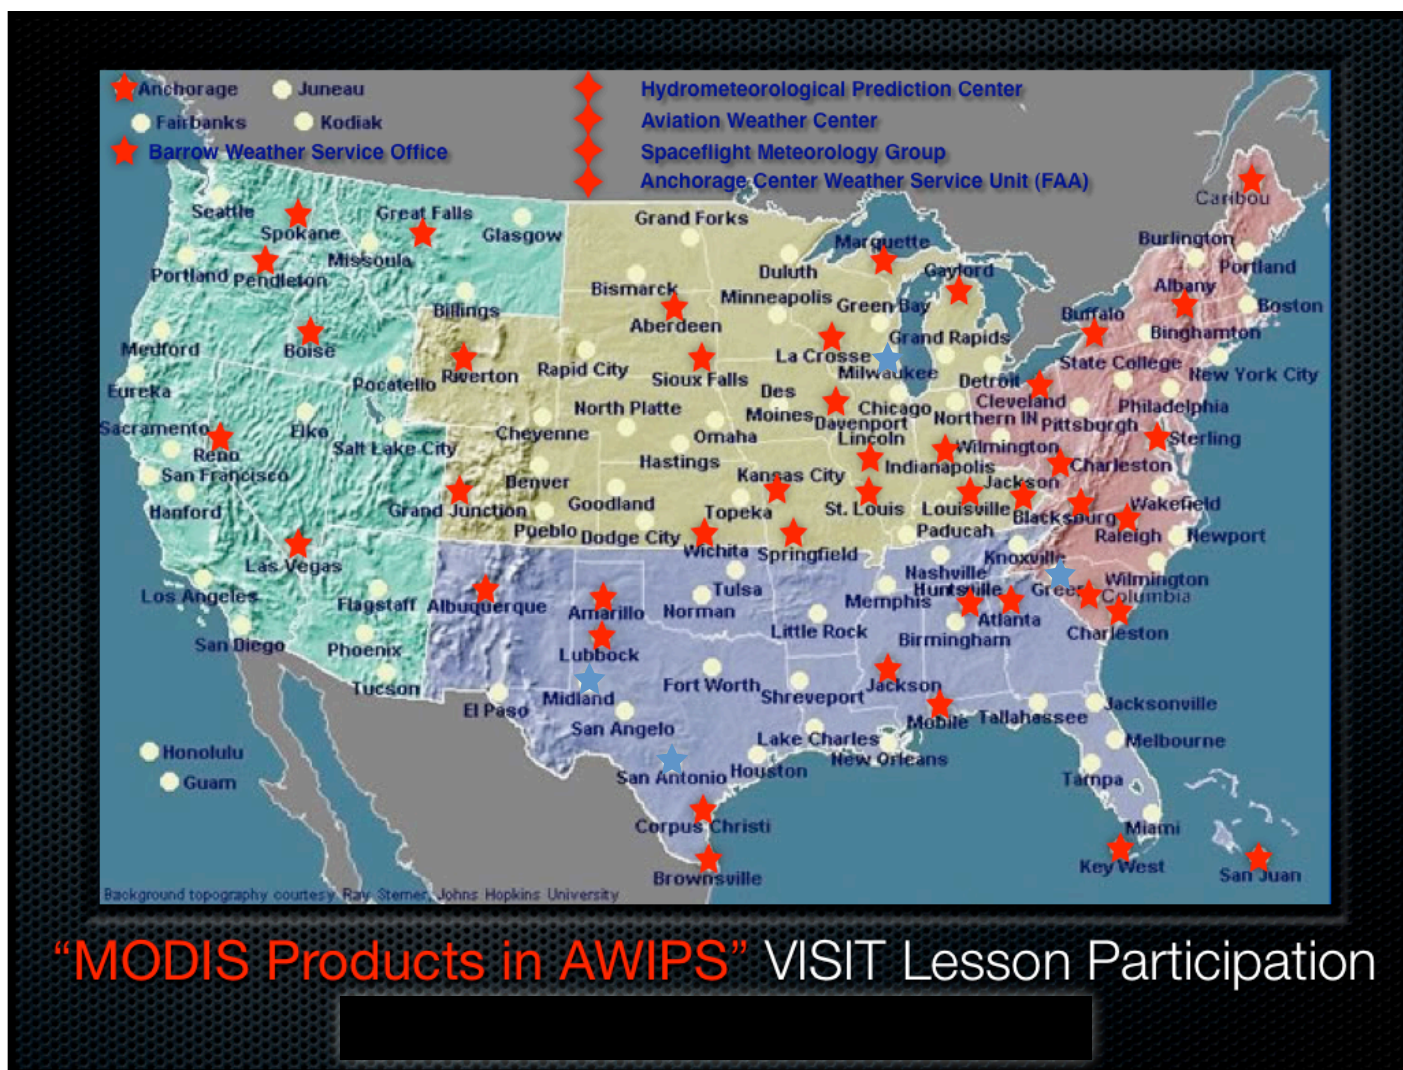 Anchorage
Juneau
Hydrometeorological Prediction Center
Fairbanks
Kodiak
Aviation Weather Center
Barrow Weather Service Office
Spaceflight Meteorology Group
Anchorage Center Weather Service Unit (FAA)
Caribou
Seattle
Great Falls
Grand Forks
Spokane
Glasgow
Marquette
Burlington
Missoula
Duluth
Gaylord
Portland
Portland
Pendleton
Bismarck
Minneapolis
Albany
Billings
Green Bay
Boston
Aberdeen
Buffalo
Binghamton
Medford
Boise
La Crosse
Grand Rapids
State College
Pocatello
Riverton
Rapid City
Sioux Falls
Milwaukee
Detroit
New York City
Eureka
Des
Moines
North Platte
Chicago
Cleveland
Philadelphia
Davenport
Northern IN
Pittsburgh
Sacramento
Elko
Cheyenne
Omaha
Lincoln
Wilmington
Sterling
Reno
Salt Lake City
Hastings
Indianapolis
Charleston
San Francisco
Denver
Kansas City
Jackson
Hanford
Grand Junction
Goodland
Topeka
St. Louis
Louisville
Wakefield
Blacksburg
Pueblo
Dodge City
Paducah
Raleigh
Newport
Wichita
Springfield
Knoxville
Las Vegas
Nashville
Wilmington
Los Angeles
Flagstaff
Albuquerque
Amarillo
Tulsa
Norman
Memphis
Huntsville
Greer
Columbia
Atlanta
San Diego
Phoenix
Little Rock
Birmingham
Charleston
Lubbock
Tucson
Midland
Fort Worth
Shreveport
Jackson
El Paso
San Angelo
Mobile
Tallahassee
Jacksonville
Honolulu
Lake Charles
New Orleans
Melbourne
Guam
San Antonio
Houston
Tampa
Corpus Christi
Miami
Brownsville
Key West
San Juan
Background topography courtesy Ray Sterner, Johns Hopkins University
“MODIS Products in AWIPS” VISIT Lesson Participation